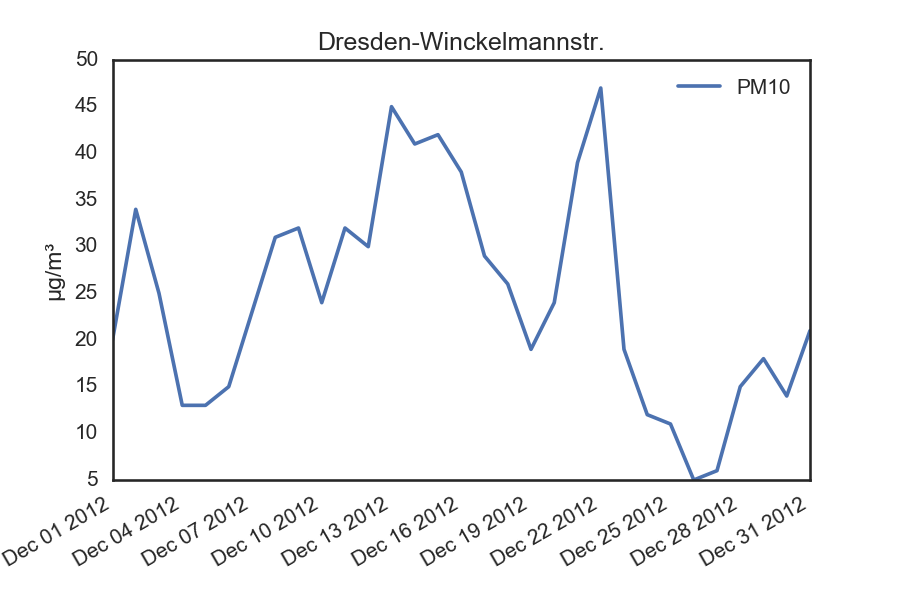 Dresden-Winckelmannstr.
PM10
µg/m³
50
45
40
35
30
25
20
15
10
5
Dec 01 2012
Dec 04 2012
Dec 07 2012
Dec 10 2012
Dec 13 2012
Dec 16 2012
Dec 19 2012
Dec 22 2012
Dec 25 2012
Dec 28 2012
Dec 31 2012